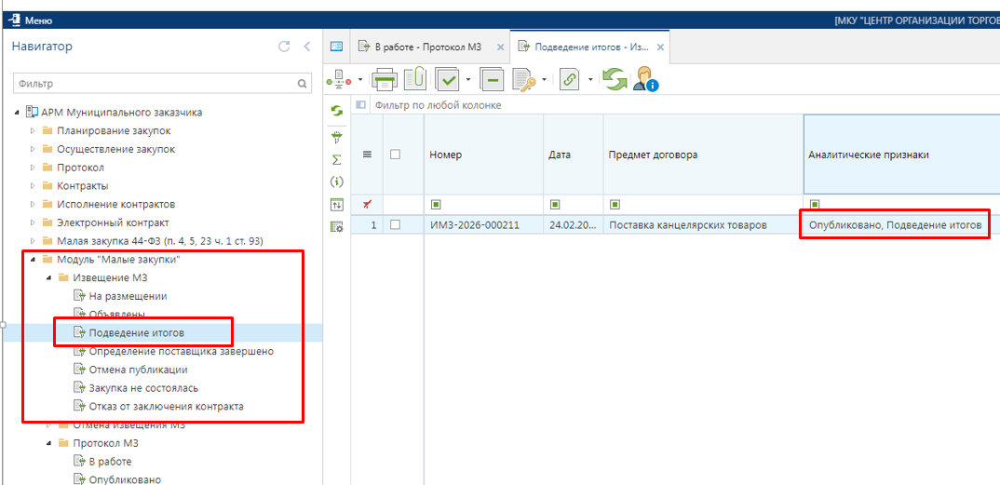 Меню
[МКУ "ЦЕНТР ОРГАНИЗАЦИИ ТОРГОВ
Навигатор
В работе - Протокол МЗ
Подведение итогов - Из...
Фильтр
Фильтр по любой колонке
АРМ Муниципального заказчика
Планирование закупок
Осуществление закупок
Протокол
Контракты
Исполнение контрактов
Электронный контракт
Малая закупка 44-ФЗ (п. 4, 5, 23 ч. 1 ст. 93)
Модуль "Малые закупки"
Извещение МЗ
На размещении
Объявлены
Подведение итогов
Определение поставщика завершено
Отмена публикации
Закупка не состоялась
Отказ от заключения контракта
Отмена извещения МЗ
Протокол МЗ
В работе
Опубликовано
Номер
Дата
Предмет договора
Аналитические признаки
1 ИМЗ-2026-000211 24.02.20... Поставка канцелярских товаров Опубликовано, Подведение итогов